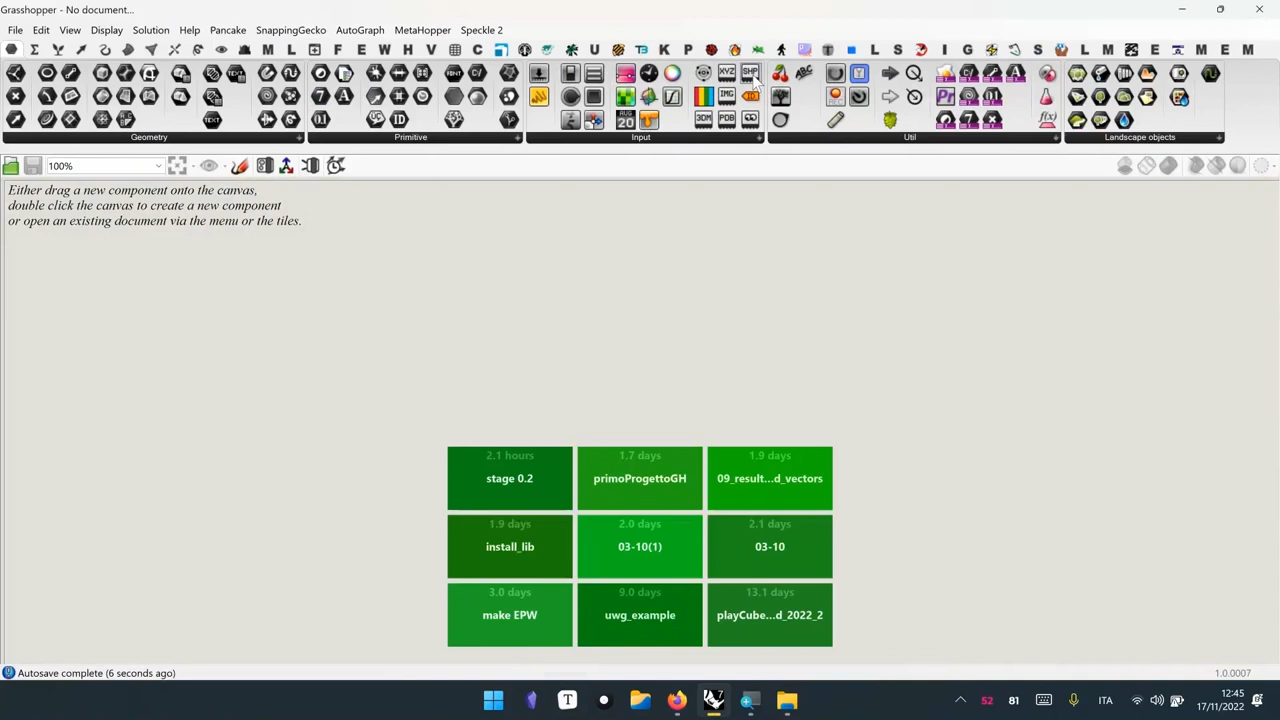 Grasshopper - No document...
File Edit View Display Solution Help Pancake SnappingGecko AutoGraph MetaHopper Speckle 2
Geometry Primitive Input Util Landscape objects
100%
Either drag a new component onto the canvas,
double click the canvas to create a new component
or open an existing document via the menu or the tiles.
2.1 hours 1.7 days 1.9 days
stage 0.2 primoProgettoGH 09_result...d_vectors
1.9 days 2.0 days 2.1 days
install_lib 03-10(1) 03-10
3.0 days 9.0 days 13.1 days
make EPW uwg_example playCube...d_2022_2
Autosave complete (6 seconds ago) 1.0.0007
52 81 ITA 12:45
17/11/2022